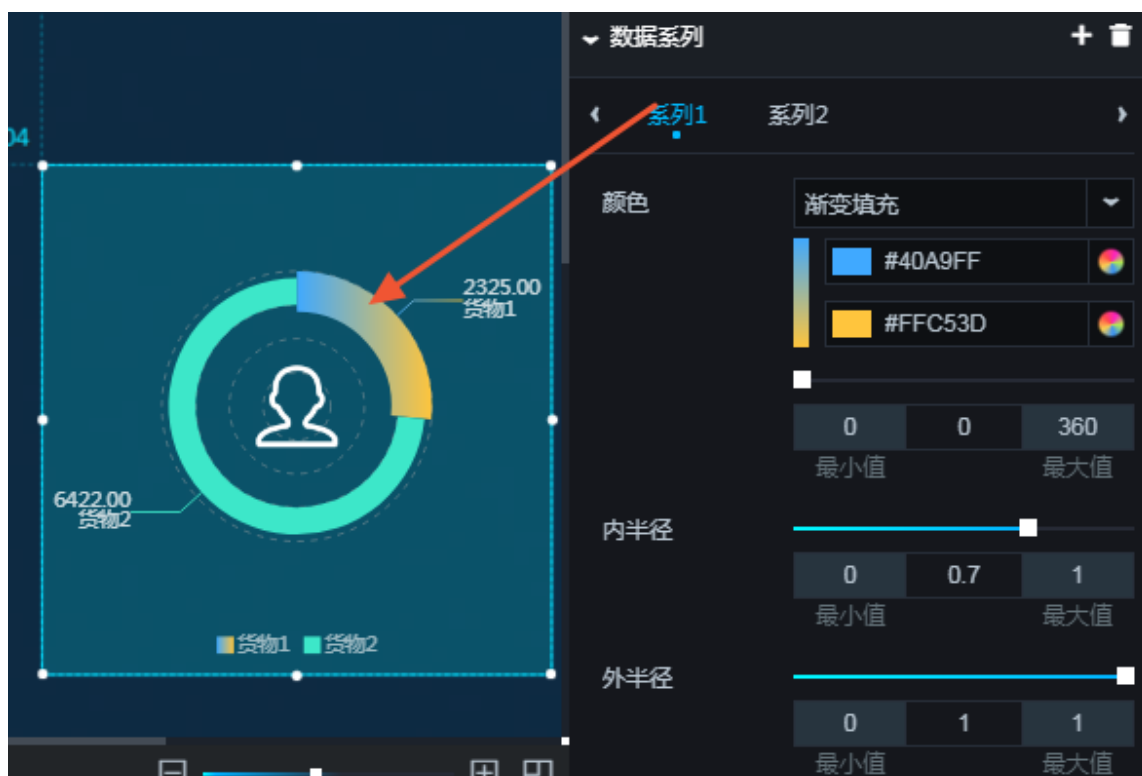 04
2325.00
货物1
6422.00
货物2
货物1 货物2
数据系列
系列1 系列2
颜色 渐变填充
#40A9FF
#FFC53D
0 0 360
最小值 最大值
内半径
0 0.7 1
最小值 最大值
外半径
0 1 1
最小值 最大值